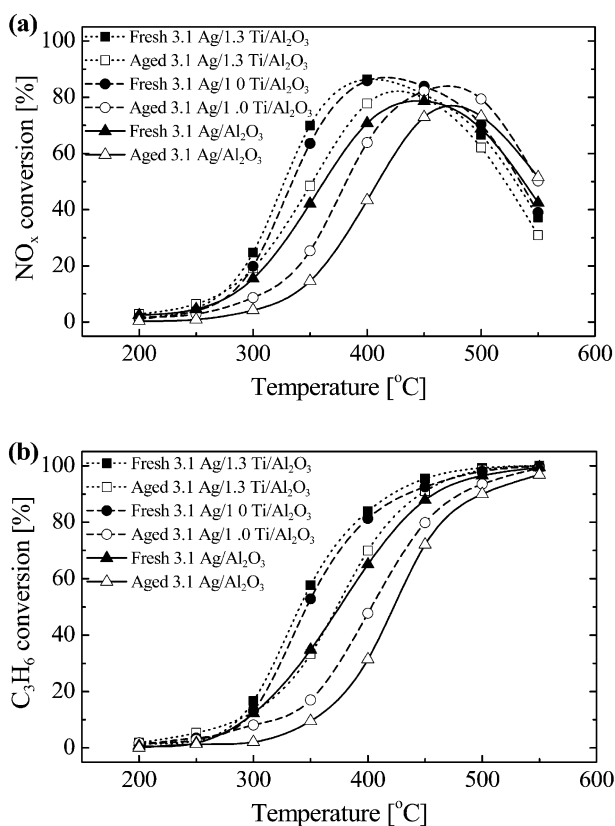 (a)
Fresh 3.1 Ag/1.3 Ti/Al₂O₃
Aged 3.1 Ag/1.3 Ti/Al₂O₃
Fresh 3.1 Ag/1 0 Ti/Al₂O₃
Aged 3.1 Ag/1 .0 Ti/Al₂O₃
Fresh 3.1 Ag/Al₂O₃
Aged 3.1 Ag/Al₂O₃
NOₓ conversion [%]
100
80
60
40
20
0
200 300 400 500 600
Temperature [°C]
(b)
Fresh 3.1 Ag/1.3 Ti/Al₂O₃
Aged 3.1 Ag/1.3 Ti/Al₂O₃
Fresh 3.1 Ag/1 0 Ti/Al₂O₃
Aged 3.1 Ag/1 .0 Ti/Al₂O₃
Fresh 3.1 Ag/Al₂O₃
Aged 3.1 Ag/Al₂O₃
C₃H₆ conversion [%]
100
80
60
40
20
0
200 300 400 500 600
Temperature [°C]